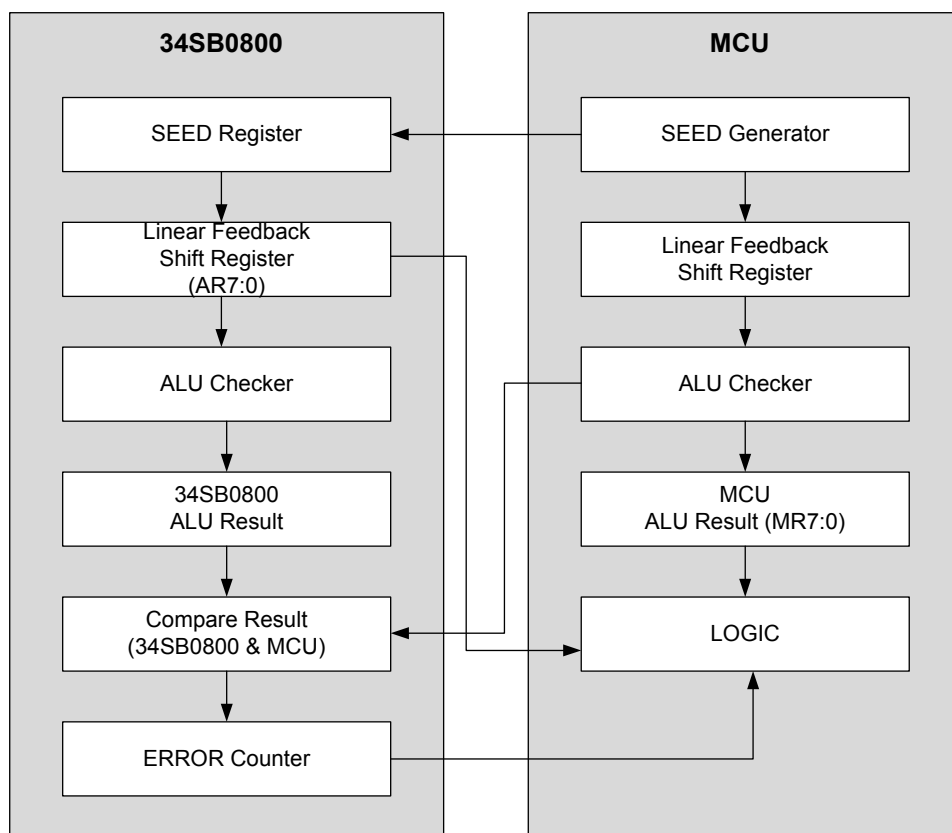 34SB0800
SEED Register
Linear Feedback
Shift Register
(AR7:0)
ALU Checker
34SB0800
ALU Result
Compare Result
(34SB0800 & MCU)
ERROR Counter
MCU
SEED Generator
Linear Feedback
Shift Register
ALU Checker
MCU
ALU Result (MR7:0)
LOGIC